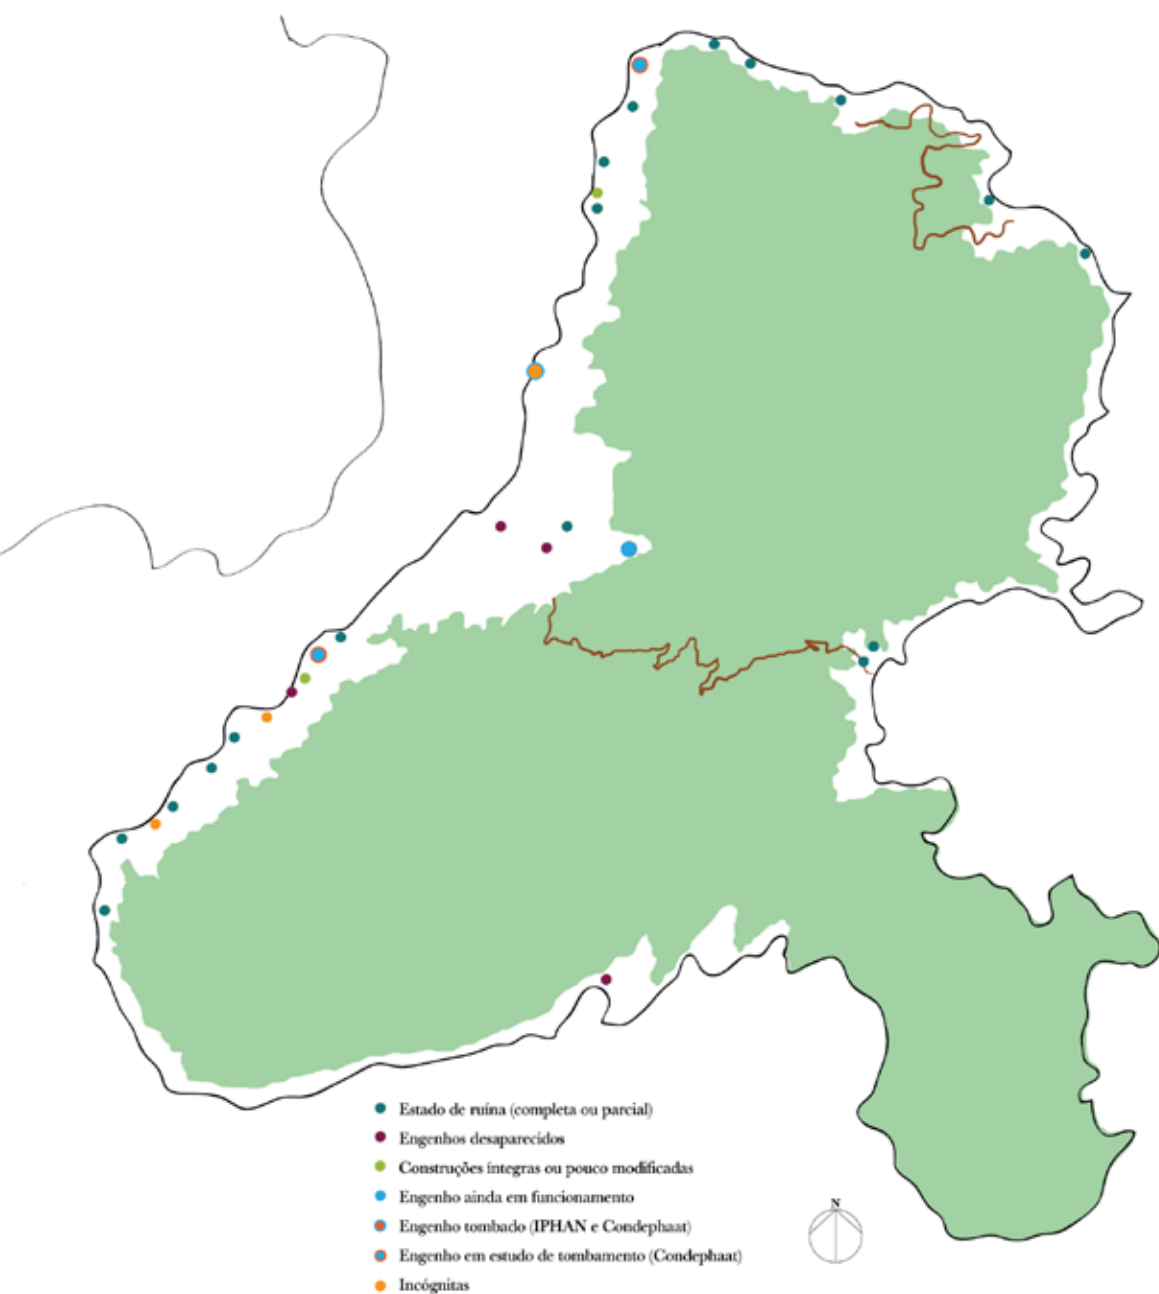 Estado de ruína (completa ou parcial)
Engenhos desaparecidos
Construções íntegras ou pouco modificadas
Engenho ainda em funcionamento
Engenho tombado (IPHAN e Condephaat)
Engenho em estudo de tombamento (Condephaat)
Incógnitas
N